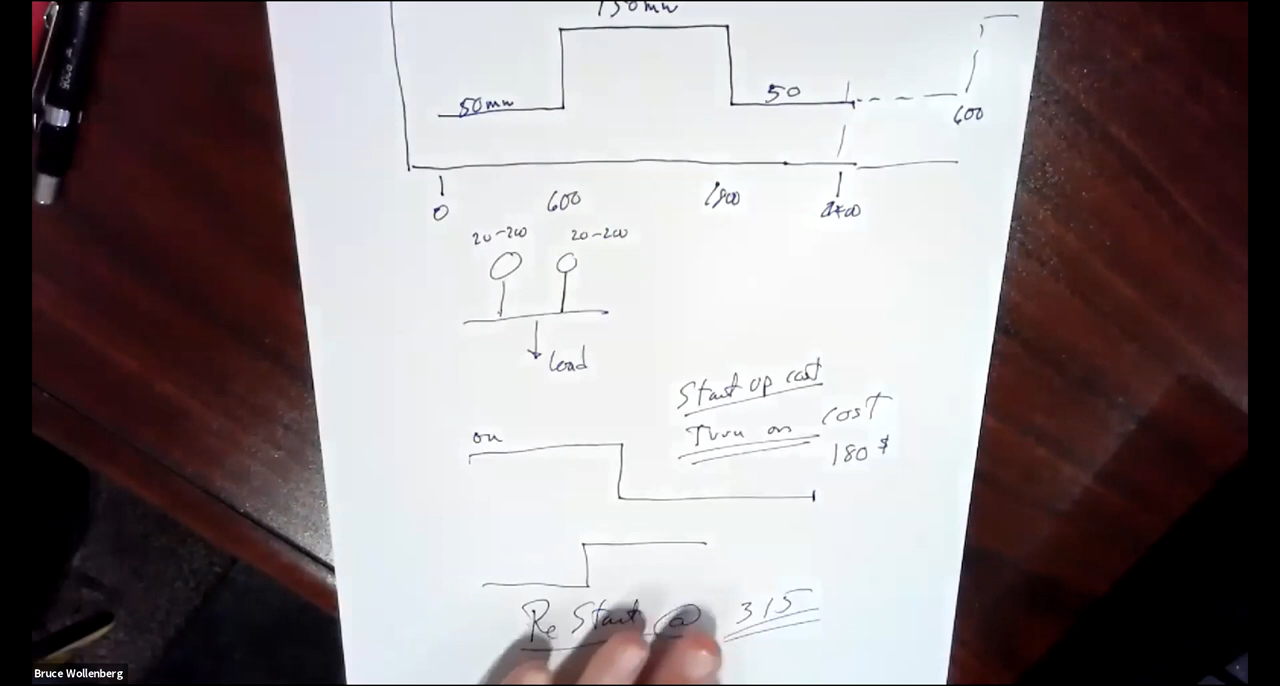 150mw
50mw
50
600
0 600 1800 2400
20-200 20-200
load
Start up cost
Turn on cost
180 $
on
Re Start @ 315
Bruce Wollenberg